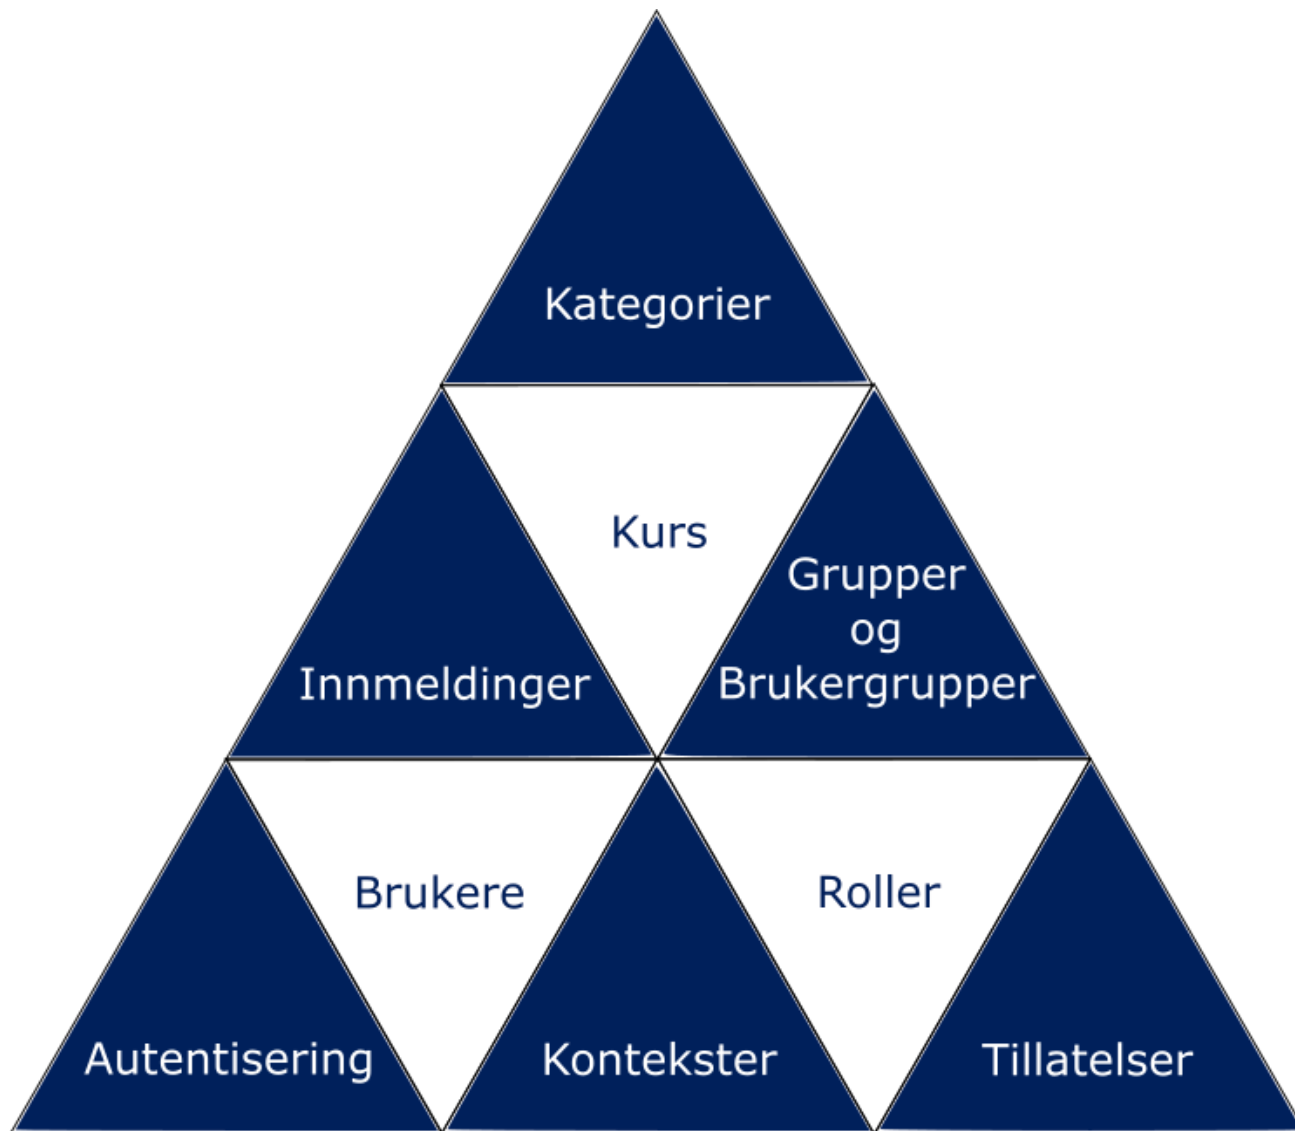 Kategorier
Kurs
Grupper
og
Brukergrupper
Innmeldinger
Brukere
Roller
Autentisering
Kontekster
Tillatelser